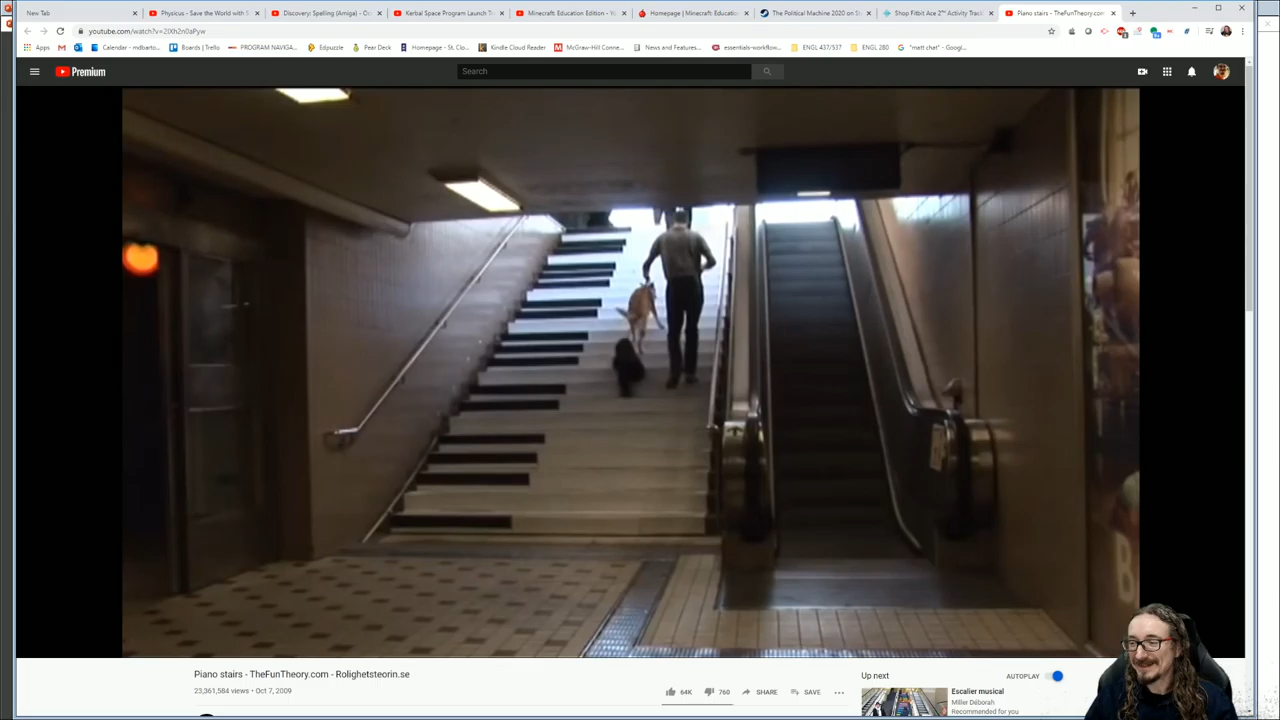 New Tab
Physicus - Save the World with S
Discovery: Spelling (Amiga) - O
Kerbal Space Program Launch T
Minecraft: Education Edition - Yo
Homepage | Minecraft: Educatio
The Political Machine 2020 on St
Shop Fitbit Ace 2™ Activity Track
Piano stairs - TheFunTheory.com
youtube.com/watch?v=2lXh2n0aPyw
Apps
Calendar - mdbarto...
Boards | Trello
PROGRAM NAVIGA...
Edpuzzle
Pear Deck
Homepage - St. Clo...
Kindle Cloud Reader
McGraw-Hill Conne...
News and Features...
essentials-workflow...
ENGL 437/537
ENGL 280
"matt chat" - Googl...
Premium
Search
B
Piano stairs - TheFunTheory.com - Rolighetsteorin.se
23,361,584 views • Oct 7, 2009
64K
760
SHARE
SAVE
Up next
AUTOPLAY
Escalier musical
Miller Déborah
Recommended for you